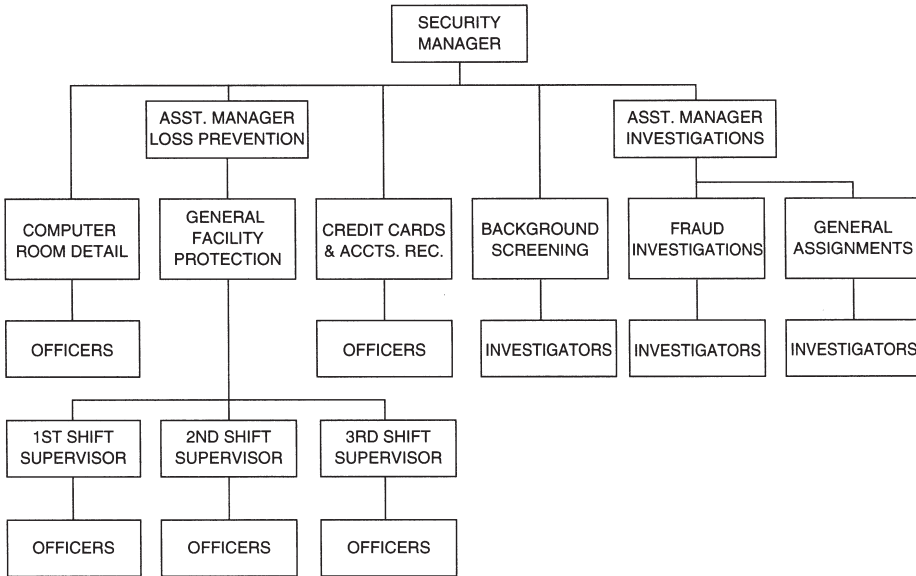 SECURITY
MANAGER
ASST. MANAGER
LOSS PREVENTION
ASST. MANAGER
INVESTIGATIONS
COMPUTER
ROOM DETAIL
GENERAL
FACILITY
PROTECTION
CREDIT CARDS
& ACCTS. REC.
BACKGROUND
SCREENING
FRAUD
INVESTIGATIONS
GENERAL
ASSIGNMENTS
OFFICERS
OFFICERS
INVESTIGATORS
INVESTIGATORS
INVESTIGATORS
1ST SHIFT
SUPERVISOR
2ND SHIFT
SUPERVISOR
3RD SHIFT
SUPERVISOR
OFFICERS
OFFICERS
OFFICERS